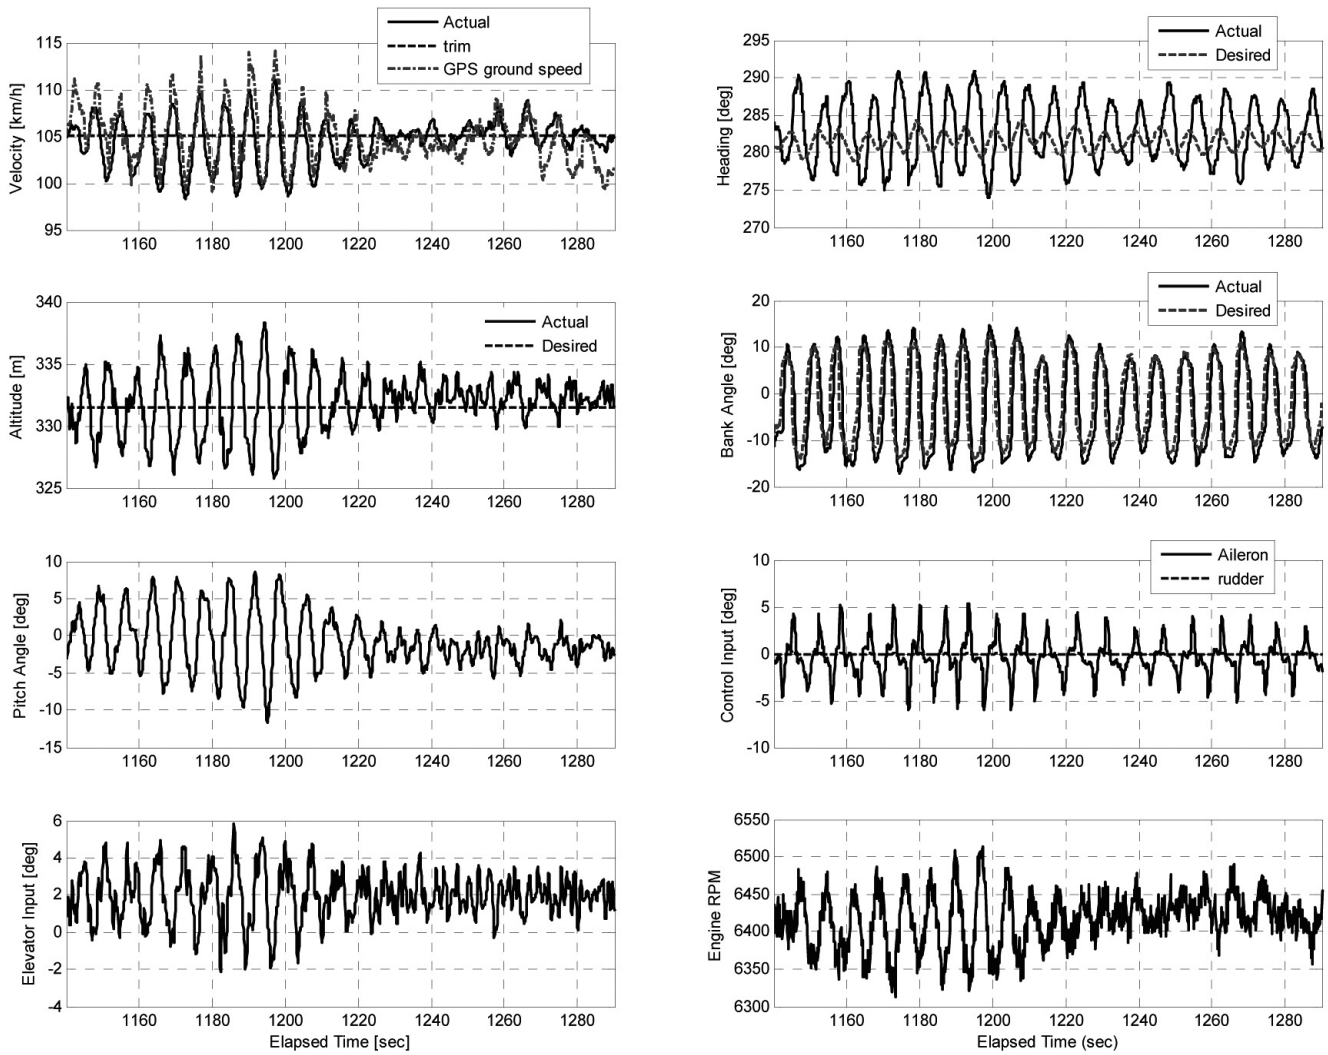 Actual
trim
GPS ground speed
115
110
105
100
95
Velocity [km/h]
1160 1180 1200 1220 1240 1260 1280
Actual
Desired
295
290
285
280
275
270
Heading [deg]
1160 1180 1200 1220 1240 1260 1280
Actual
Desired
340
335
330
325
Altitude [m]
1160 1180 1200 1220 1240 1260 1280
Actual
Desired
20
10
0
-10
-20
Bank Angle [deg]
1160 1180 1200 1220 1240 1260 1280
10
5
0
-5
-10
-15
Pitch Angle [deg]
1160 1180 1200 1220 1240 1260 1280
Aileron
rudder
10
5
0
-5
-10
Control Input [deg]
1160 1180 1200 1220 1240 1260 1280
6
4
2
0
-2
-4
Elevator Input [deg]
1160 1180 1200 1220 1240 1260 1280
Elapsed Time [sec]
6550
6500
6450
6400
6350
6300
Engine RPM
1160 1180 1200 1220 1240 1260 1280
Elapsed Time (sec)